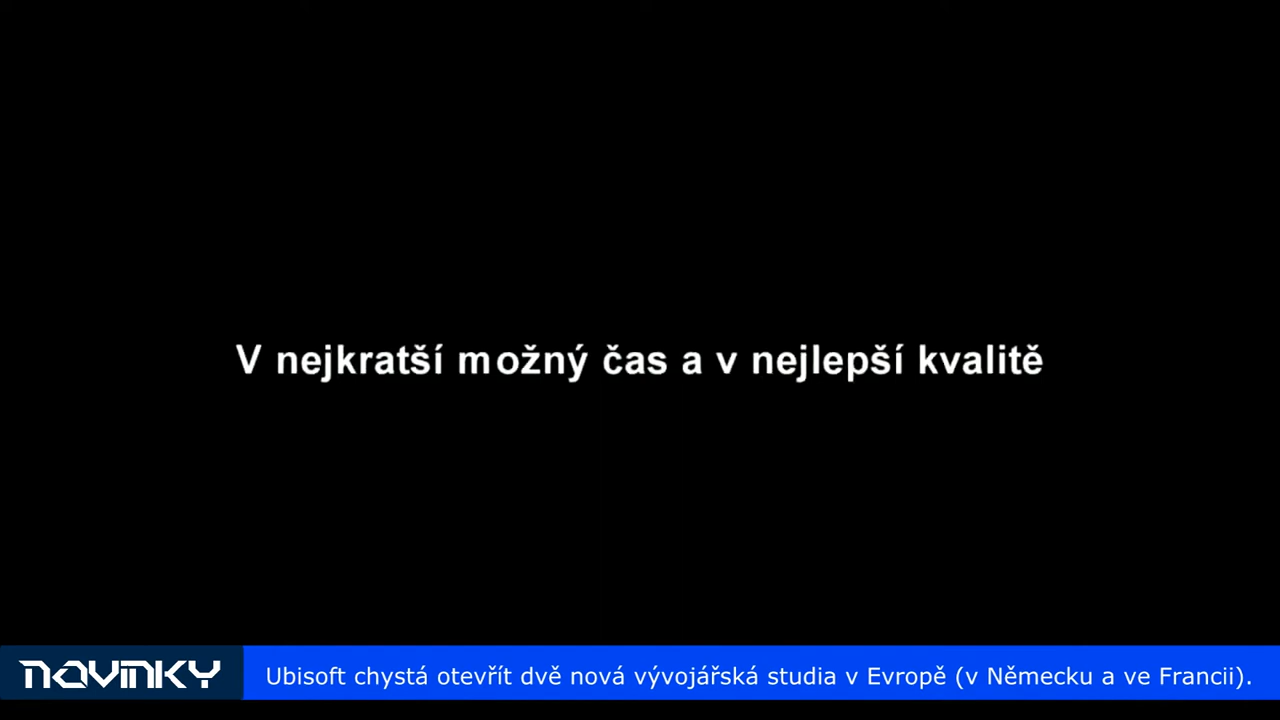 V nejkratší možný čas a v nejlepší kvalitě
NOVINKY Ubisoft chystá otevřít dvě nová vývojářská studia v Evropě (v Německu a ve Francii).